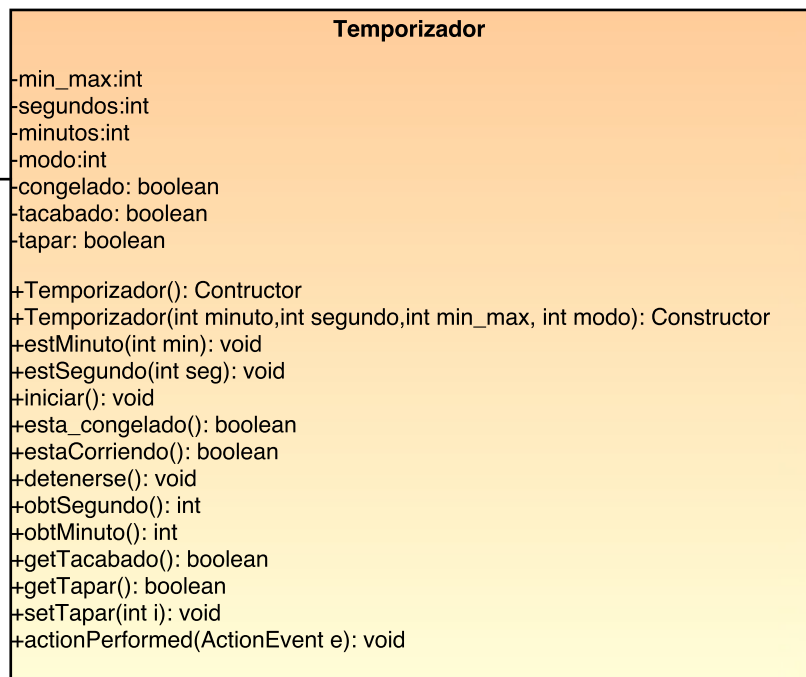 Temporizador
-min_max:int
-segundos:int
-minutos:int
-modo:int
-congelado: boolean
-tacabado: boolean
-tapar: boolean
+Temporizador(): Contructor
+Temporizador(int minuto,int segundo,int min_max, int modo): Constructor
+estMinuto(int min): void
+estSegundo(int seg): void
+iniciar(): void
+esta_congelado(): boolean
+estaCorriendo(): boolean
+detenerse(): void
+obtSegundo(): int
+obtMinuto(): int
+getTacabado(): boolean
+getTapar(): boolean
+setTapar(int i): void
+actionPerformed(ActionEvent e): void